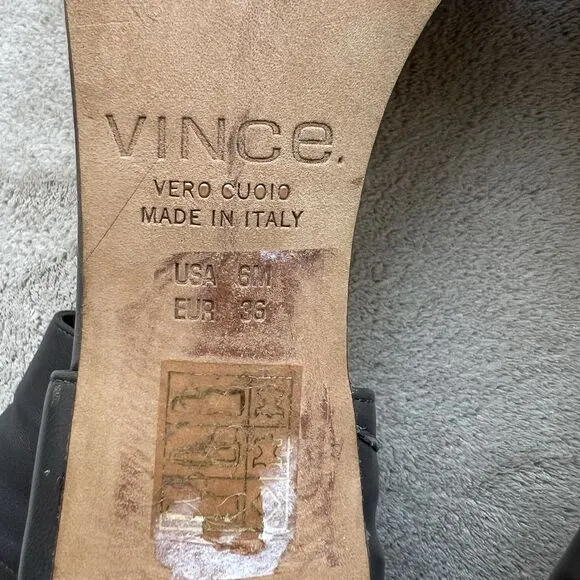 VINCe.
VERO CUOIO
MADE IN ITALY
USA 6M
EUR 36